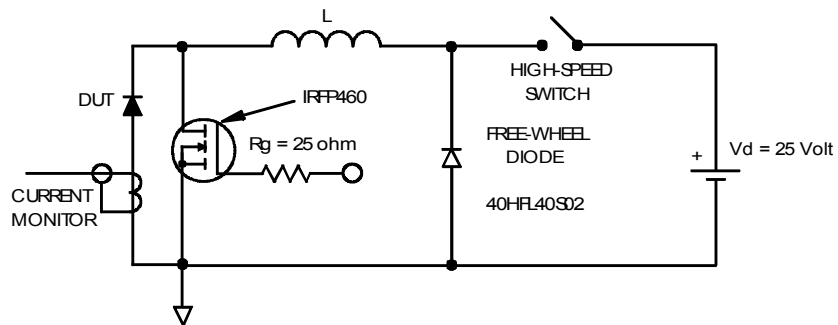 L
HIGH-SPEED
SWITCH
DUT
IRFP460
Rg = 25 ohm
FREE-WHEEL
DIODE
+
Vd = 25 Volt
CURRENT
MONITOR
40HFL40S02